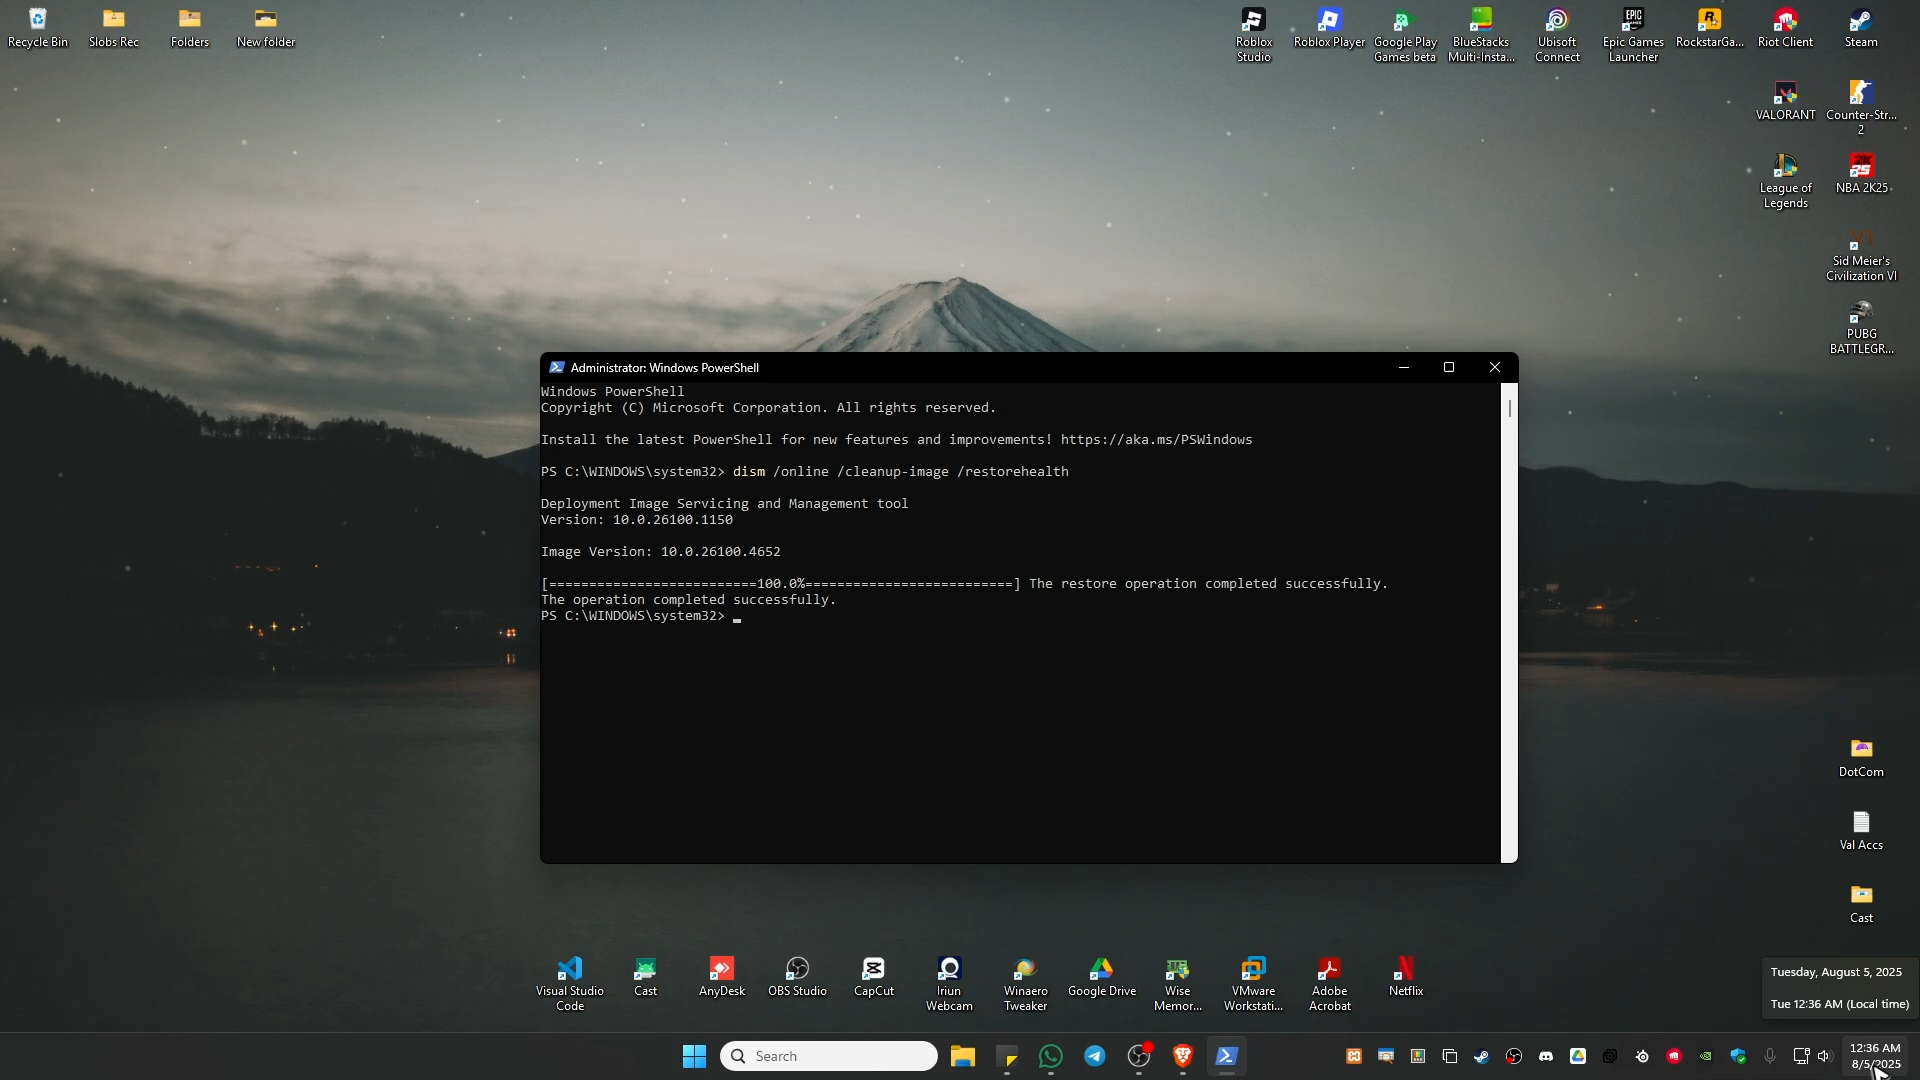 Recycle Bin
Slobs Rec
Folders
New folder
Roblox
Studio
Roblox Player
Google Play
Games beta
BlueStacks
Multi-Insta...
Ubisoft
Connect
Epic Games
Launcher
RockstarGa...
Riot Client
Steam
VALORANT
Counter-Str...
2
League of
Legends
NBA 2K25
Sid Meier's
Civilization VI
PUBG
BATTLEGR...
Administrator: Windows PowerShell
Windows PowerShell
Copyright (C) Microsoft Corporation. All rights reserved.
Install the latest PowerShell for new features and improvements! https://aka.ms/PSWindows
PS C:\WINDOWS\system32> dism /online /cleanup-image /restorehealth
Deployment Image Servicing and Management tool
Version: 10.0.26100.1150
Image Version: 10.0.26100.4652
[==========================100.0%==========================] The restore operation completed successfully.
The operation completed successfully.
PS C:\WINDOWS\system32>
DotCom
Val Accs
Cast
Visual Studio
Code
Cast
AnyDesk
OBS Studio
CapCut
Iriun
Webcam
Winaero
Tweaker
Google Drive
Wise
Memor...
VMware
Workstati...
Adobe
Acrobat
Netflix
Tuesday, August 5, 2025
Tue 12:36 AM (Local time)
Search
12:36 AM
8/5/2025